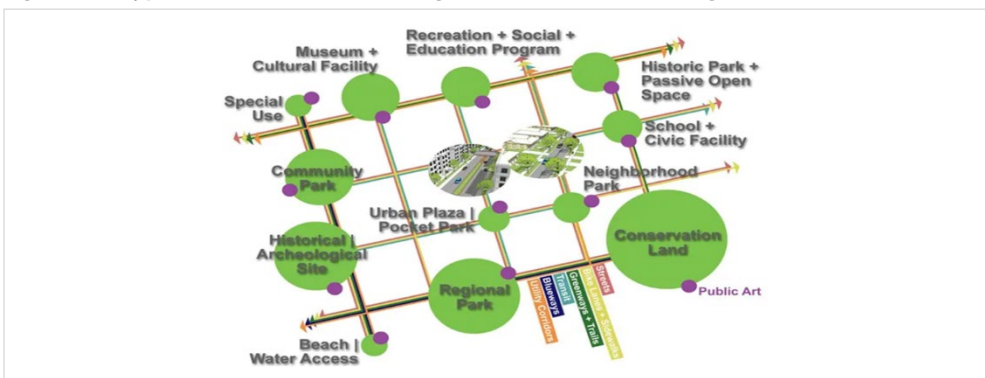 Recreation + Social +
Education Program
Museum +
Cultural Facility
Historic Park +
Passive Open
Space
Special
Use
School +
Civic Facility
Community
Park
Neighborhood
Park
Urban Plaza |
Pocket Park
Historical |
Archeological
Site
Conservation
Land
Regional
Park
Public Art
Beach |
Water Access
Utility Corridors
Blueways
Transit
Greenways + Trails
Bike Lanes + Sidewalks
Streets